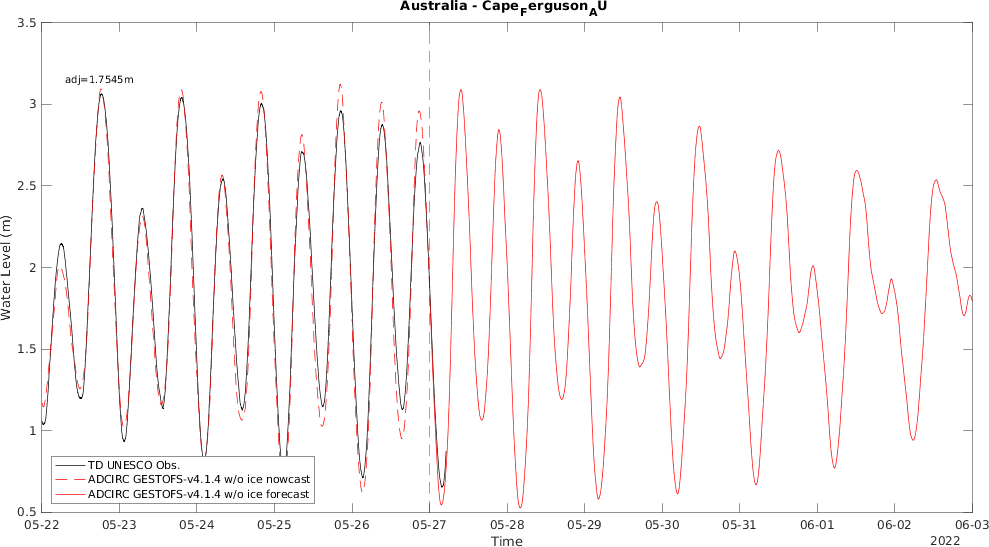 Australia - Cape_Ferguson_AU
3.5
3
2.5
2
1.5
1
0.5
Water Level (m)
adj=1.7545m
TD UNESCO Obs.
ADCIRC GESTOFS-v4.1.4 w/o ice nowcast
ADCIRC GESTOFS-v4.1.4 w/o ice forecast
05-22 05-23 05-24 05-25 05-26 05-27 05-28 05-29 05-30 05-31 06-01 06-02 06-03
Time
2022